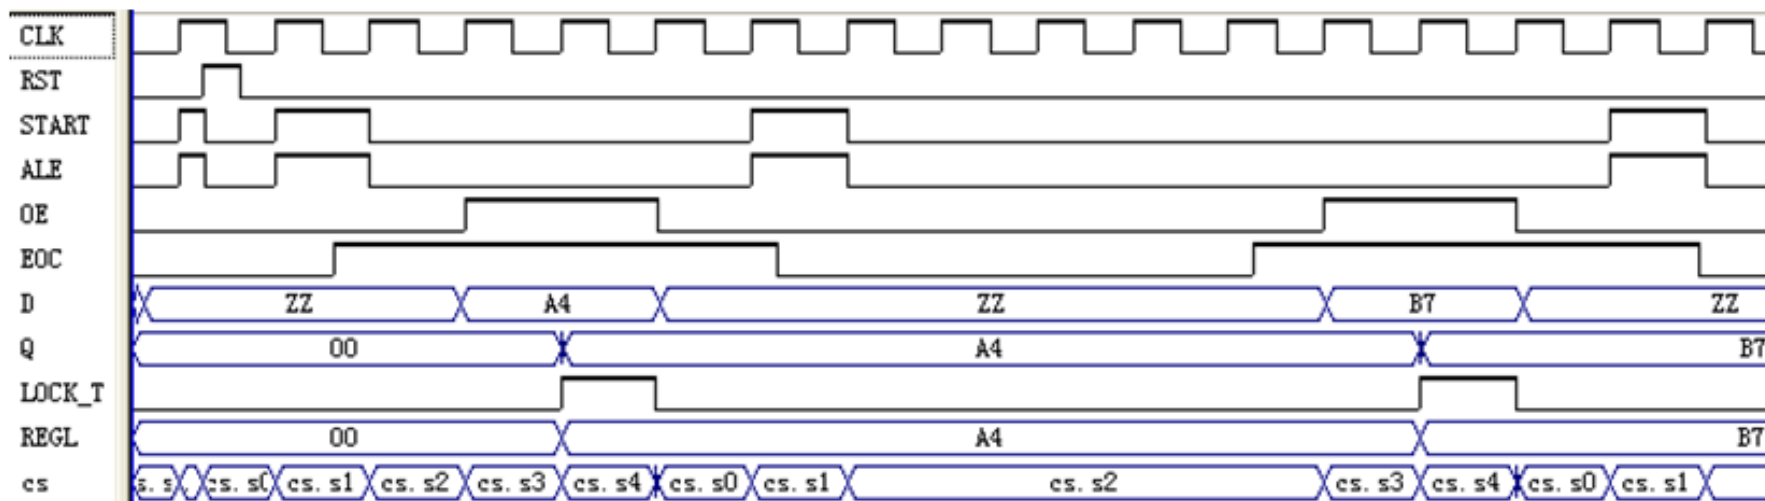 CLK
RST
START
ALE
OE
EOC
D ZZ A4 ZZ B7 ZZ
Q 00 A4 B7
LOCK_T
REGL 00 A4 B7
cs s.s cs.s0 cs.s1 cs.s2 cs.s3 cs.s4 cs.s0 cs.s1 cs.s2 cs.s3 cs.s4 cs.s0 cs.s1